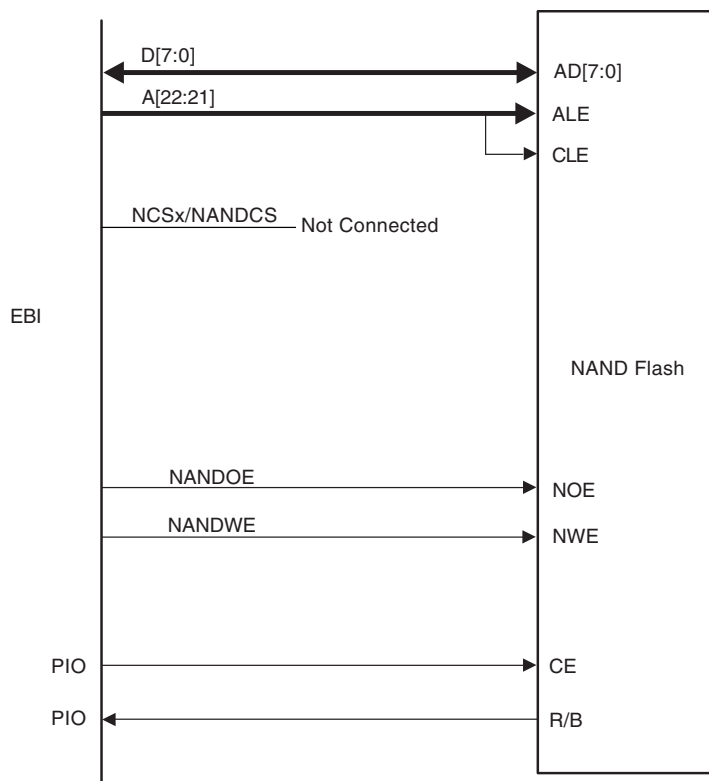 D[7:0]
AD[7:0]
A[22:21]
ALE
CLE
NCSx/NANDCS
Not Connected
EBI
NAND Flash
NANDOE
NOE
NANDWE
NWE
PIO
CE
PIO
R/B